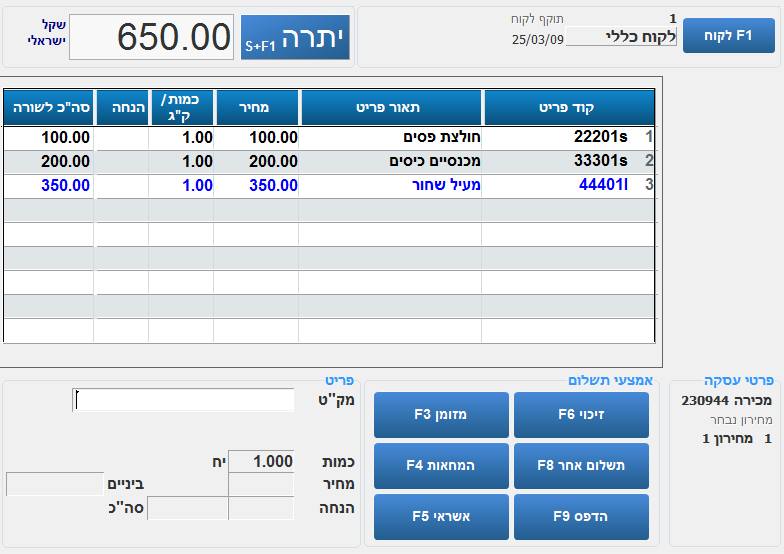 F1 לקוח
1
תוקף לקוח
לקוח כללי
25/03/09
יתרה S+F1
650.00
שקל
ישראלי
קוד פריט תאור פריט מחיר כמות/ק"ג הנחה סה"כ לשורה
1 22201s חולצת פסים 100.00 1.00 100.00
2 33301s מכנסיים כיסים 200.00 1.00 200.00
3 44401l מעיל שחור 350.00 1.00 350.00
פרטי עסקה
מכירה 230944
מחירון נבחר
1 מחירון 1
אמצעי תשלום
זיכוי F6 מזומן F3
תשלום אחר F8 המחאות F4
הדפס F9 אשראי F5
פריט
מק"ט
כמות 1.000 יח
מחיר ביניים
הנחה סה"כ